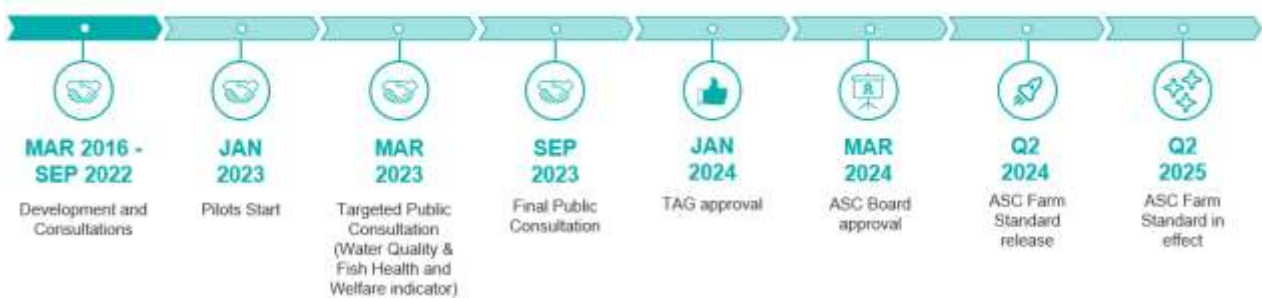 MAR 2016 -
SEP 2022
Development and
Consultations
JAN
2023
Pilots Start
MAR
2023
Targeted Public
Consultation
(Water Quality &
Fish Health and
Welfare indicator)
SEP
2023
Final Public
Consultation
JAN
2024
TAG approval
MAR
2024
ASC Board
approval
Q2
2024
ASC Farm
Standard
release
Q2
2025
ASC Farm
Standard in
effect